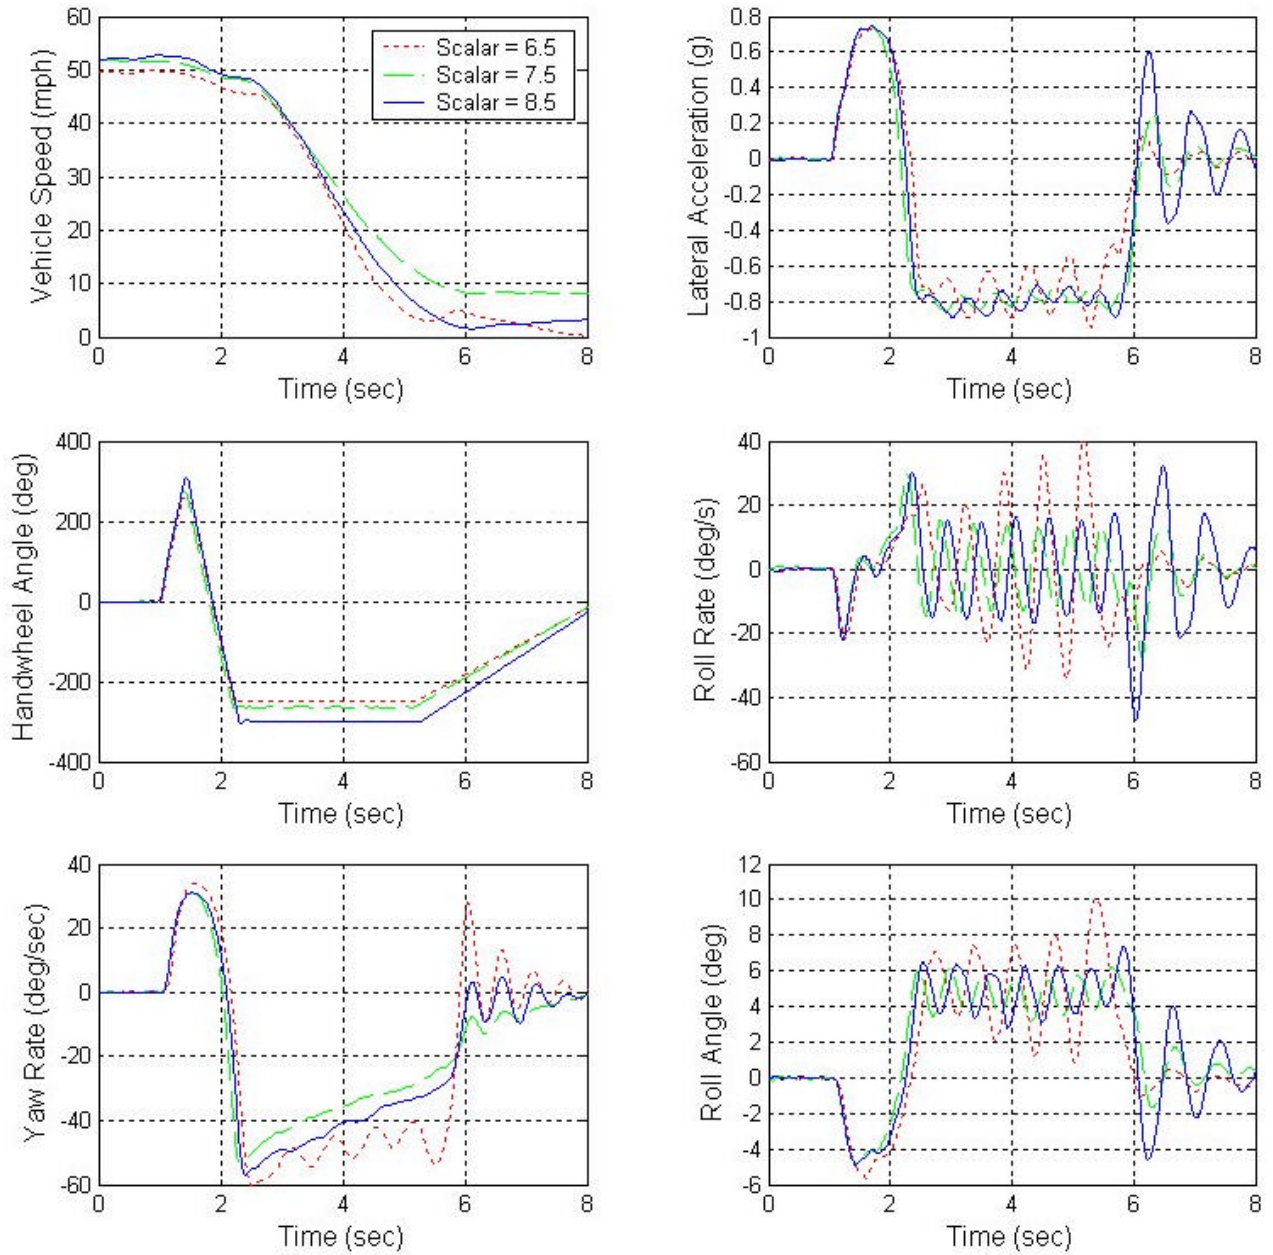 60
50
40
30
20
10
0
0 2 4 6 8
Vehicle Speed (mph)
Time (sec)
Scalar = 6.5
Scalar = 7.5
Scalar = 8.5
0.8
0.6
0.4
0.2
0
-0.2
-0.4
-0.6
-0.8
-1
0 2 4 6 8
Lateral Acceleration (g)
Time (sec)
400
200
0
-200
-400
0 2 4 6 8
Handwheel Angle (deg)
Time (sec)
40
20
0
-20
-40
-60
0 2 4 6 8
Roll Rate (deg/s)
Time (sec)
40
20
0
-20
-40
-60
0 2 4 6 8
Yaw Rate (deg/sec)
Time (sec)
12
10
8
6
4
2
0
-2
-4
-6
0 2 4 6 8
Roll Angle (deg)
Time (sec)